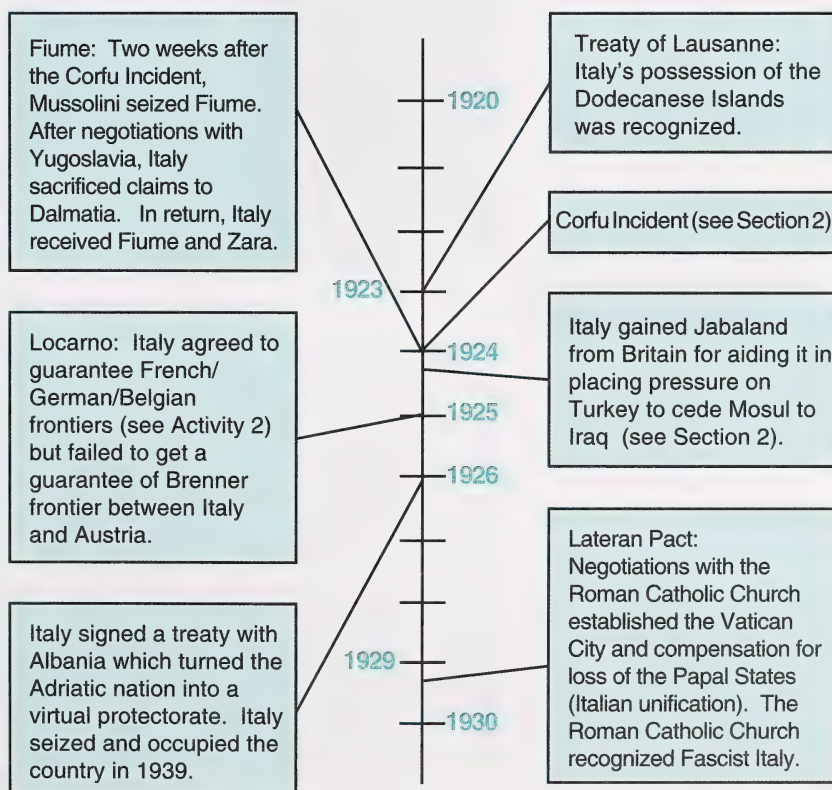 Fiume: Two weeks after
the Corfu Incident,
Mussolini seized Fiume.
After negotiations with
Yugoslavia, Italy
sacrificed claims to
Dalmatia. In return, Italy
received Fiume and Zara.
Locarno: Italy agreed to
guarantee French/
German/Belgian
frontiers (see Activity 2)
but failed to get a
guarantee of Brenner
frontier between Italy
and Austria.
Italy signed a treaty with
Albania which turned the
Adriatic nation into a
virtual protectorate. Italy
seized and occupied the
country in 1939.
1920
1923
1924
1925
1926
1929
1930
Treaty of Lausanne:
Italy's possession of the
Dodecanese Islands
was recognized.
Corfu Incident (see Section 2)
Italy gained Jabaland
from Britain for aiding it in
placing pressure on
Turkey to cede Mosul to
Iraq (see Section 2).
Lateran Pact:
Negotiations with the
Roman Catholic Church
established the Vatican
City and compensation for
loss of the Papal States
(Italian unification). The
Roman Catholic Church
recognized Fascist Italy.